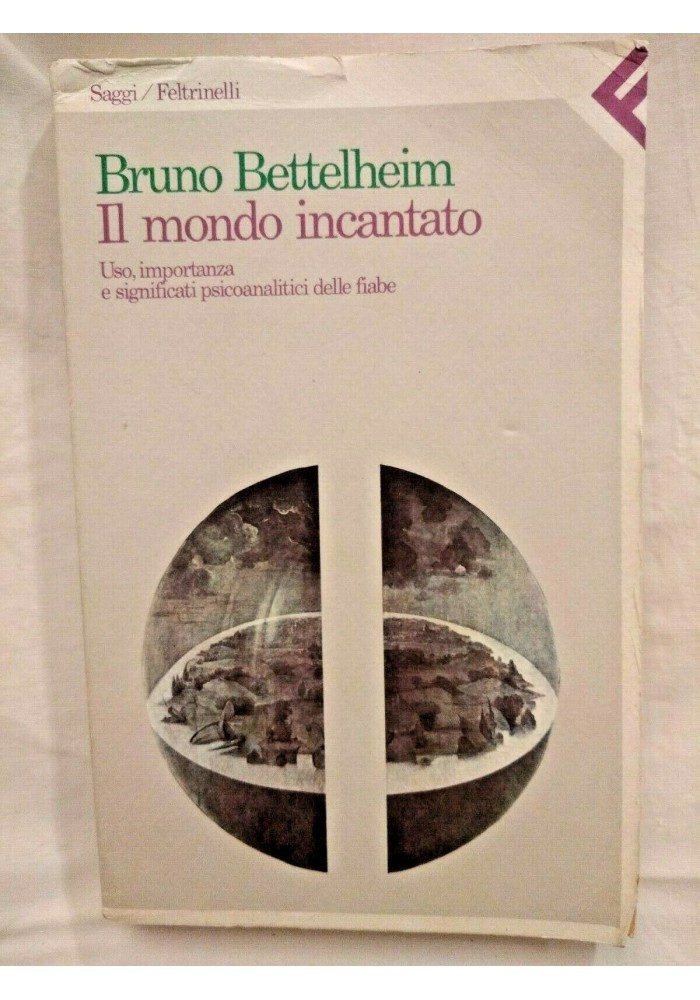 Saggi / Feltrinelli
Bruno Bettelheim
Il mondo incantato
Uso, importanza
e significati psicoanalitici delle fiabe